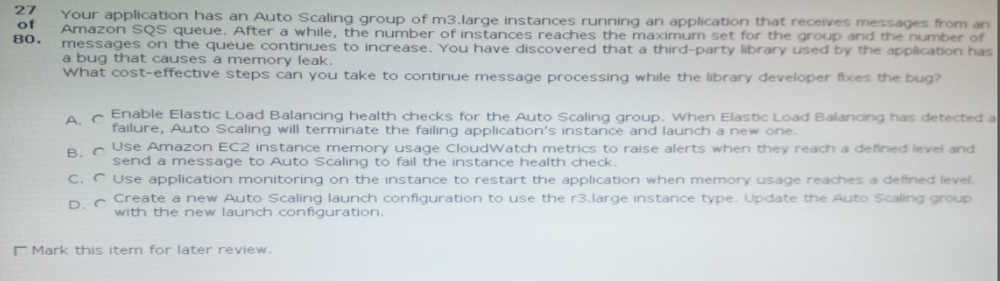 27
of
80.
Your application has an Auto Scaling group of m3.large instances running an application that receives messages from an
Amazon SQS queue. After a while, the number of instances reaches the maximum set for the group and the number of
messages on the queue continues to increase. You have discovered that a third-party library used by the application has
a bug that causes a memory leak.
What cost-effective steps can you take to continue message processing while the library developer fixes the bug?
A. Enable Elastic Load Balancing health checks for the Auto Scaling group. When Elastic Load Balancing has detected a
failure, Auto Scaling will terminate the failing application's instance and launch a new one.
B. Use Amazon EC2 instance memory usage CloudWatch metrics to raise alerts when they reach a defined level and
send a message to Auto Scaling to fail the instance health check.
C. Use application monitoring on the instance to restart the application when memory usage reaches a defined level.
D. Create a new Auto Scaling launch configuration to use the r3.large instance type. Update the Auto Scaling group
with the new launch configuration.
Mark this item for later review.